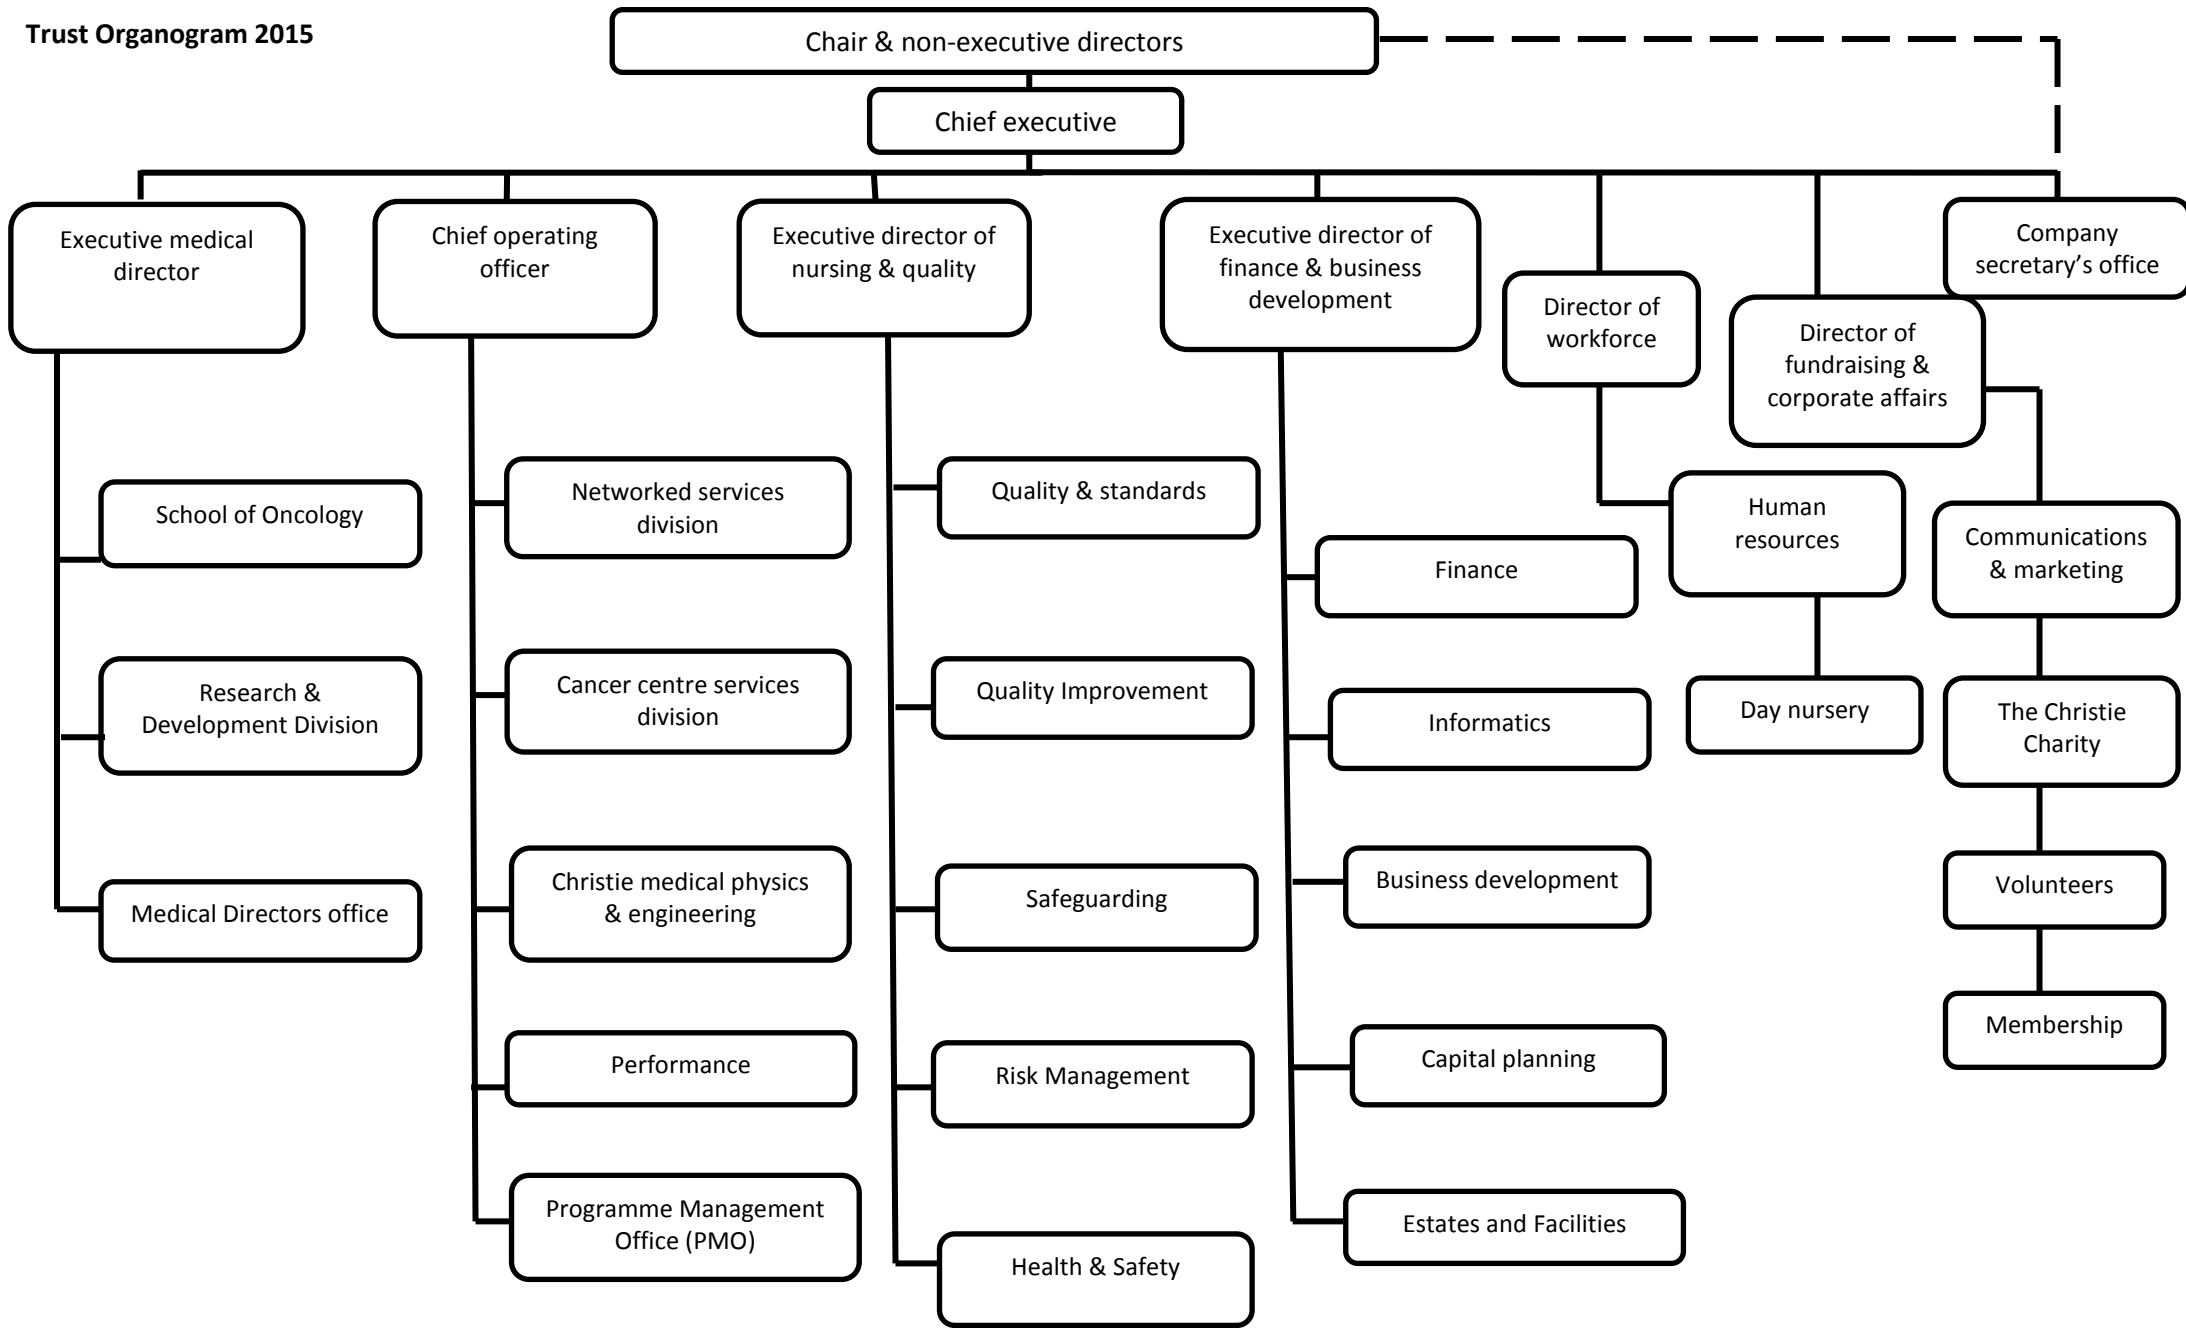 Trust Organogram 2015
Chair & non-executive directors
Chief executive
Executive medical
director
Chief operating
officer
Executive director of
nursing & quality
Executive director of
finance & business
development
Director of
workforce
Director of
fundraising &
corporate affairs
Company
secretary’s office
School of Oncology
Research &
Development Division
Medical Directors office
Networked services
division
Cancer centre services
division
Christie medical physics
& engineering
Performance
Programme Management
Office (PMO)
Quality & standards
Quality Improvement
Safeguarding
Risk Management
Health & Safety
Finance
Informatics
Business development
Capital planning
Estates and Facilities
Human
resources
Day nursery
Communications
& marketing
The Christie
Charity
Volunteers
Membership